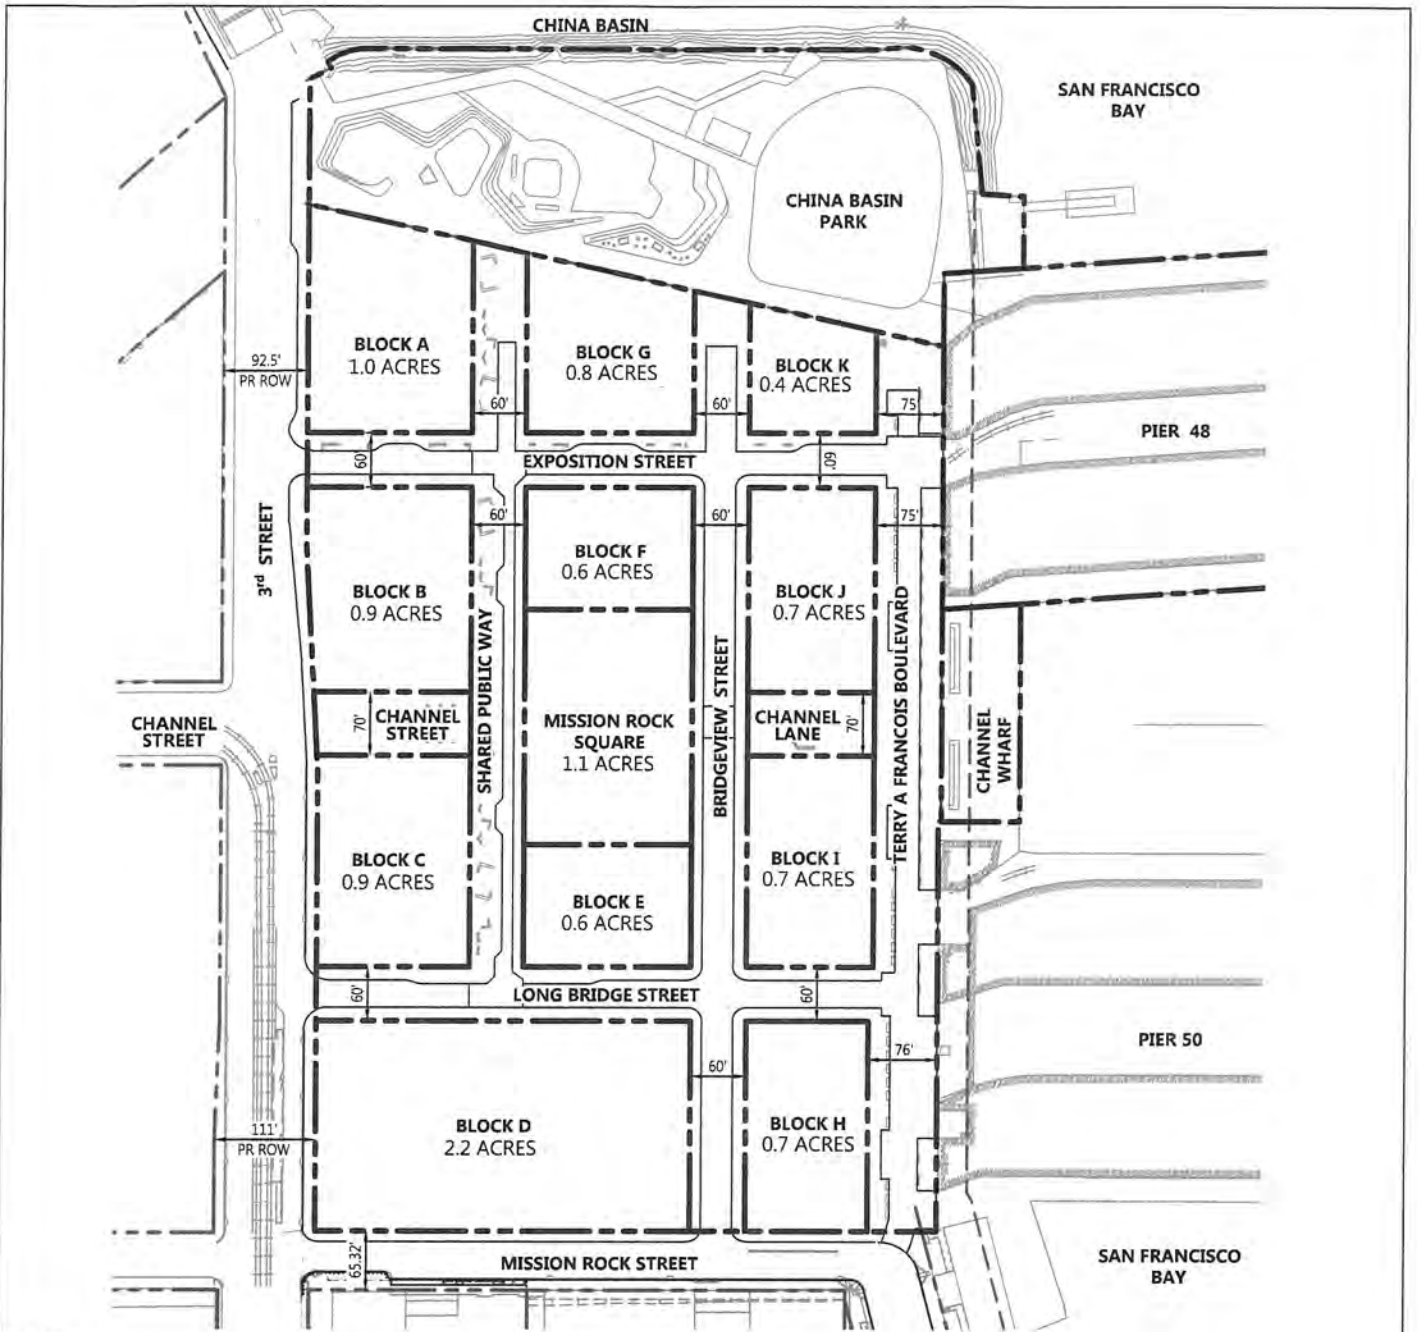 CHINA BASIN
SAN FRANCISCO
BAY
CHINA BASIN
PARK
BLOCK A
1.0 ACRES
BLOCK G
0.8 ACRES
BLOCK K
0.4 ACRES
92.5'
PR ROW
60'
60'
75
PIER 48
60'
EXPOSITION STREET
60'
3rd STREET
60'
60'
75'
BLOCK F
0.6 ACRES
BLOCK B
0.9 ACRES
BLOCK J
0.7 ACRES
SHARED PUBLIC WAY
BRIDGEVIEW STREET
TERRY A FRANCOIS BOULEVARD
CHANNEL
STREET
70'
CHANNEL
STREET
MISSION ROCK
SQUARE
1.1 ACRES
CHANNEL
LANE
70'
CHANNEL
WHARF
BLOCK C
0.9 ACRES
BLOCK I
0.7 ACRES
BLOCK E
0.6 ACRES
60'
LONG BRIDGE STREET
60'
PIER 50
76'
60'
BLOCK D
2.2 ACRES
BLOCK H
0.7 ACRES
111'
PR ROW
65.32'
MISSION ROCK STREET
SAN FRANCISCO
BAY